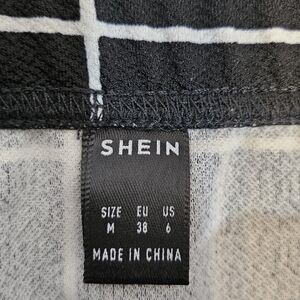 SHEIN
SIZE EU US
M 38 6
MADE IN CHINA